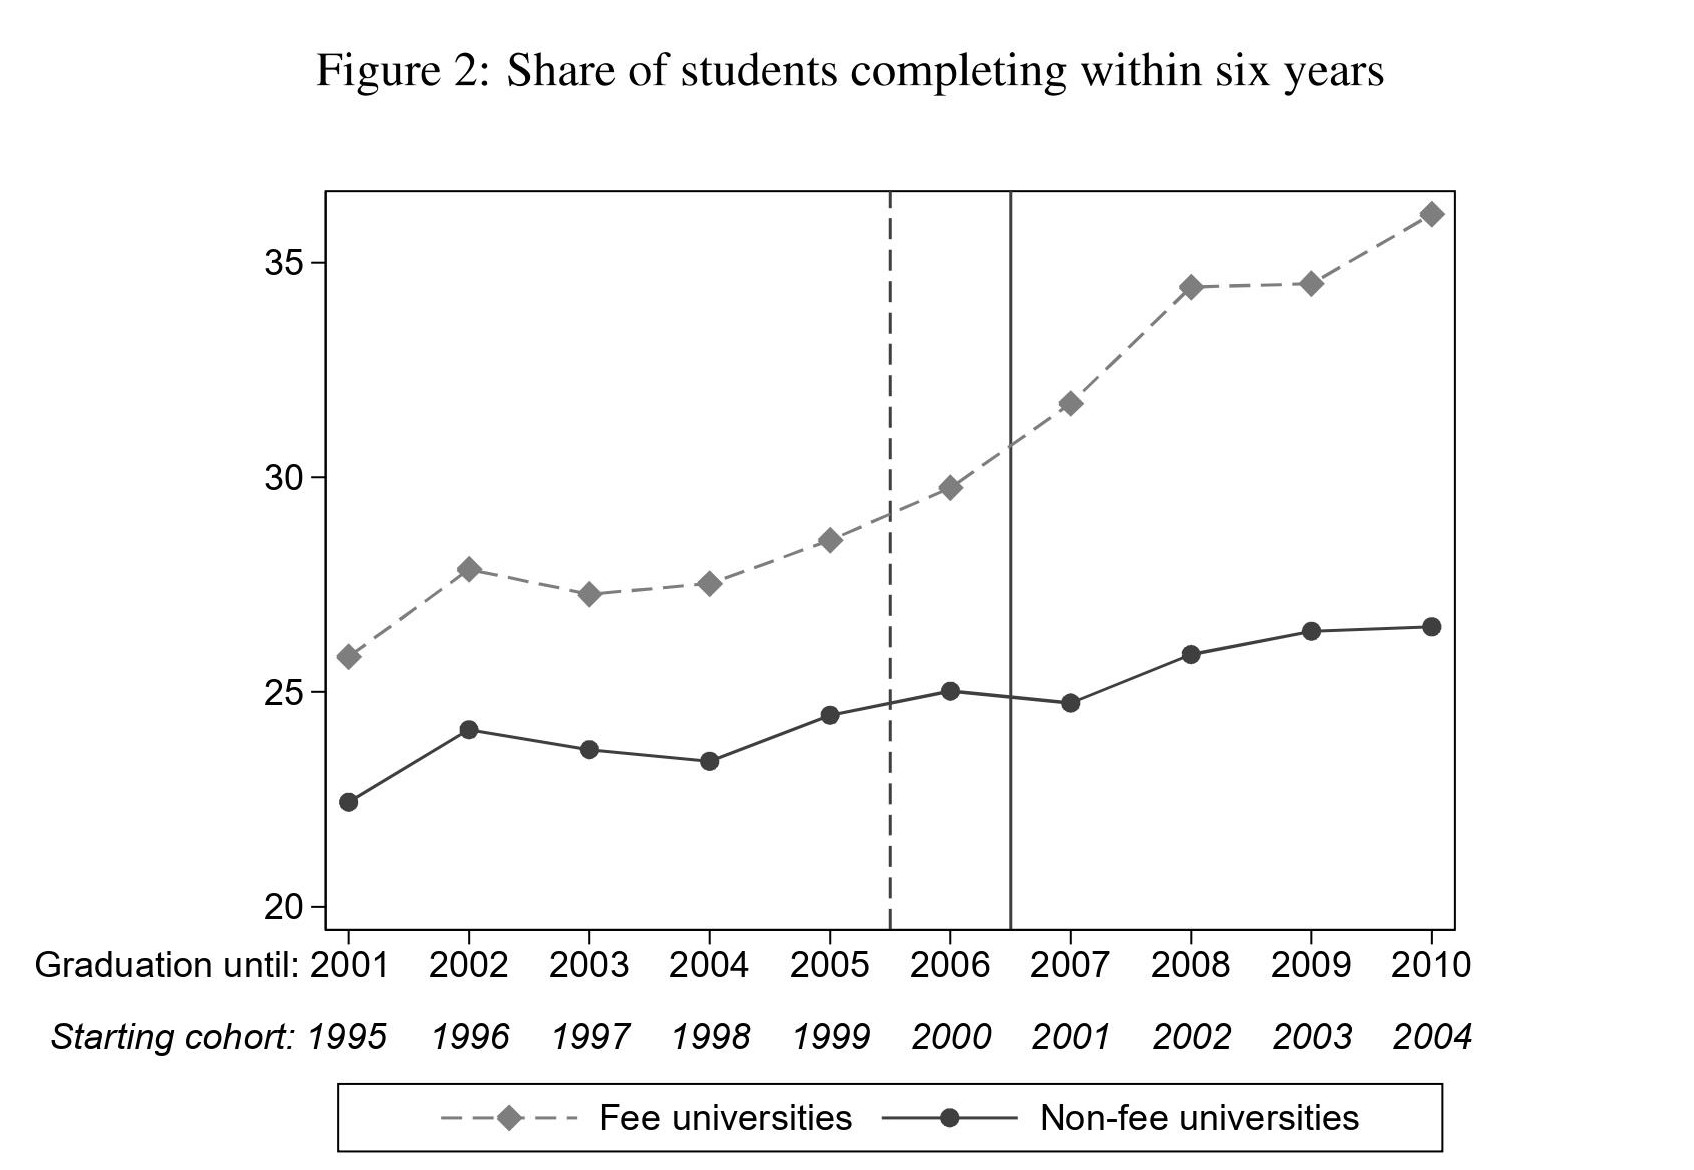 Figure 2: Share of students completing within six years
35
30
25
20
Graduation until: 2001 2002 2003 2004 2005 2006 2007 2008 2009 2010
Starting cohort: 1995 1996 1997 1998 1999 2000 2001 2002 2003 2004
Fee universities Non-fee universities